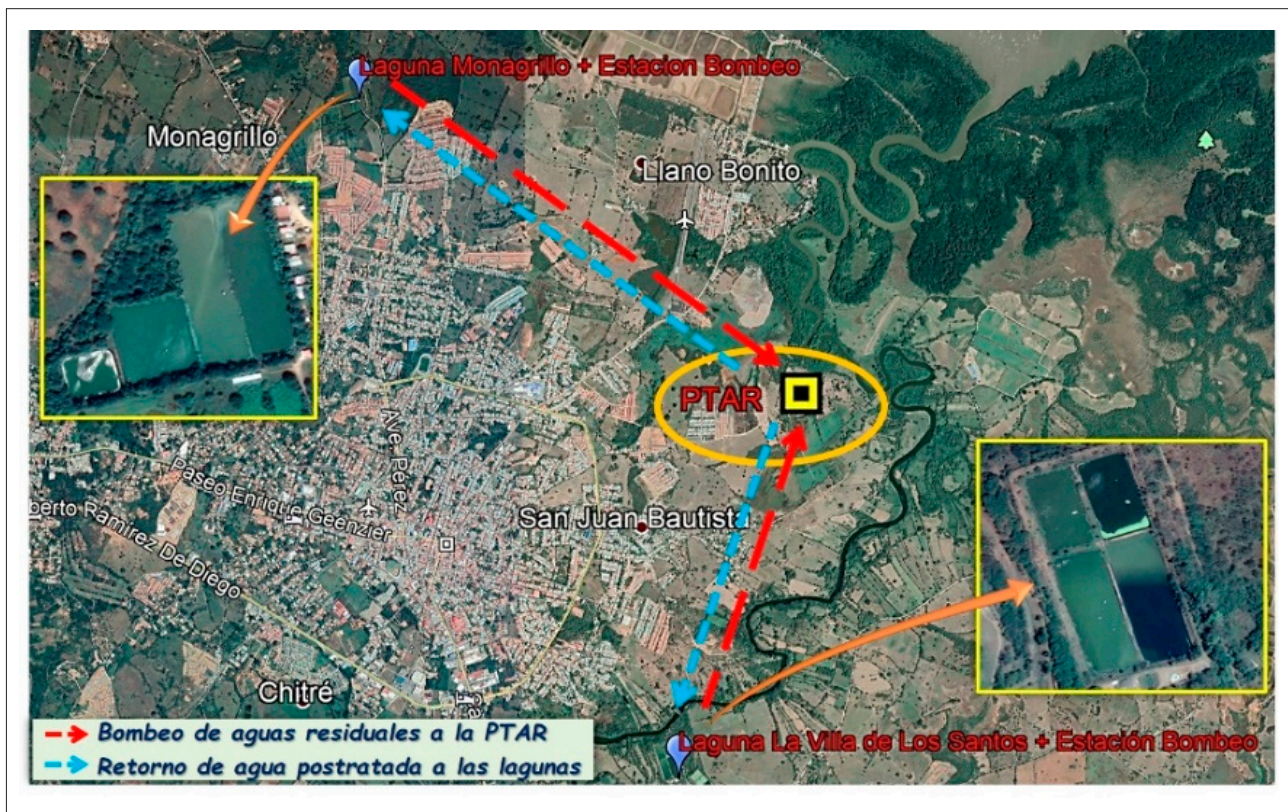 Laguna Monagrillo + Estacion Bombeo
Monagrillo
Llano Bonito
PTAR
Ave. Pérez
Paseo Enrique Geenzier
berto Ramírez De Diego
San Juan Bautista
Chitré
Laguna La Villa de Los Santos + Estación Bombeo
Bombeo de aguas residuales a la PTAR
Retorno de agua postratada a las lagunas